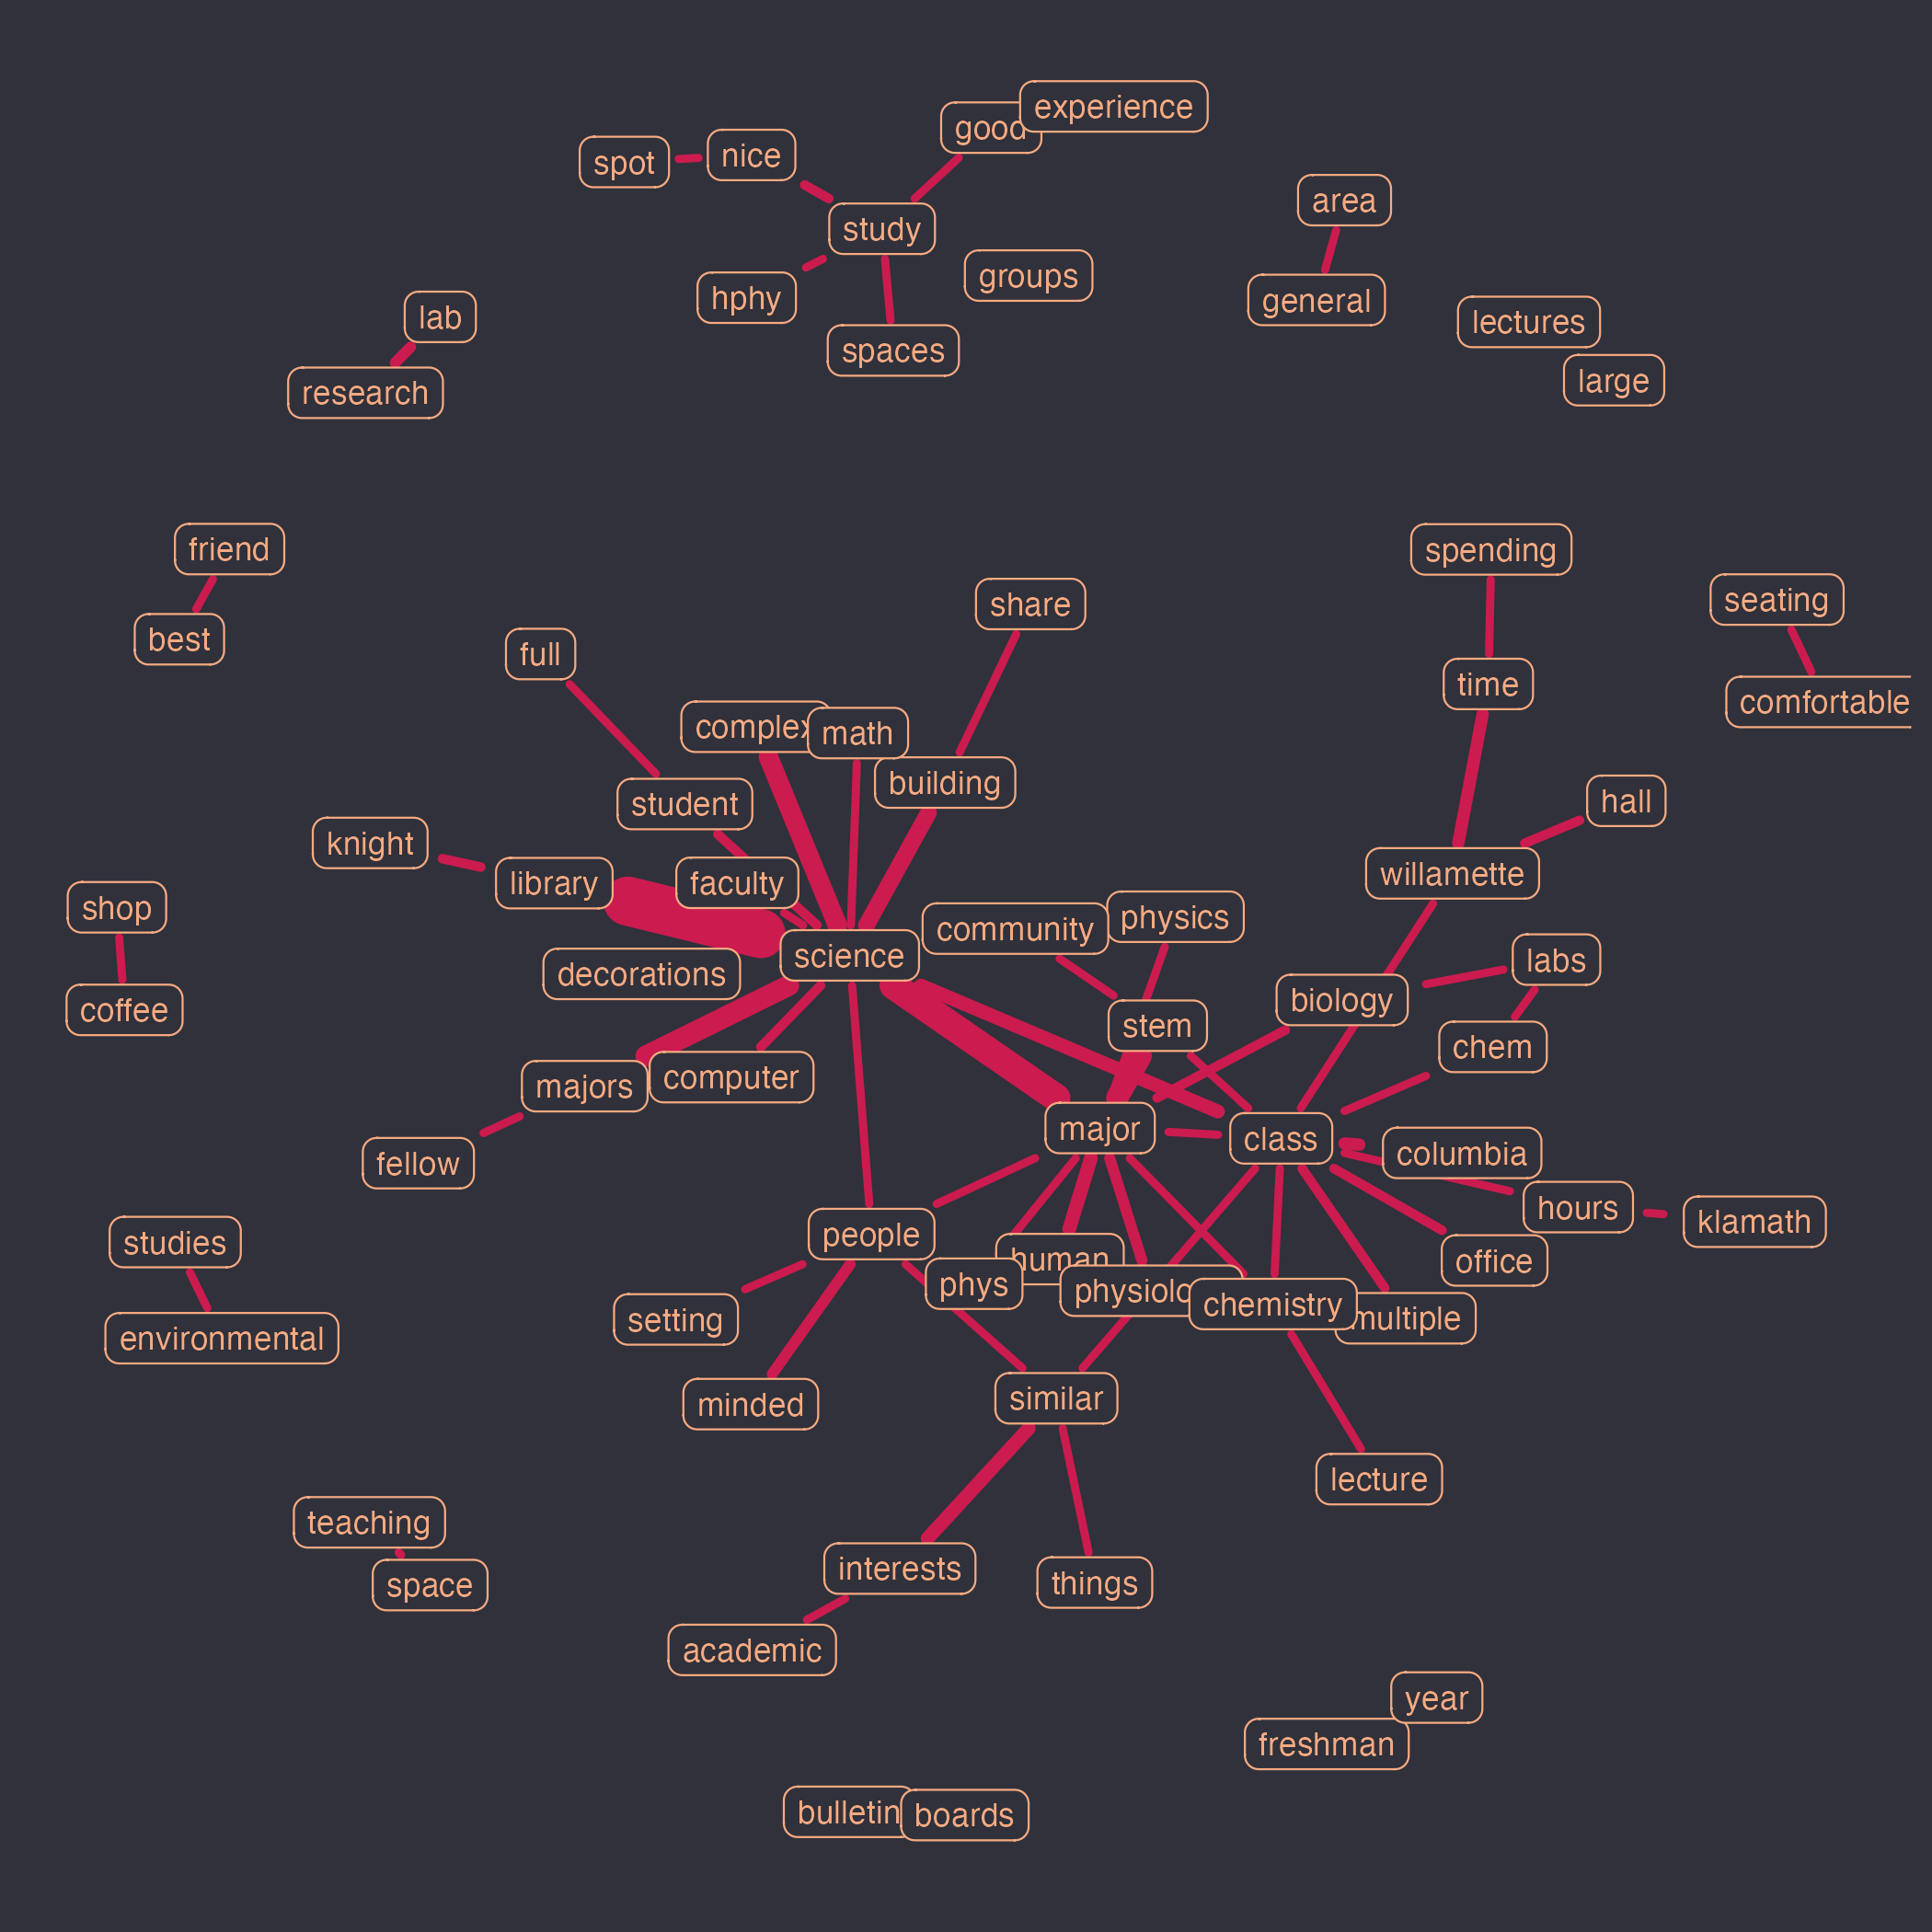 experience
good
spot
nice
study
area
groups
hphy
general
lab
lectures
spaces
large
research
friend
spending
seating
share
best
full
time
comfortable
complex
math
building
hall
student
knight
willamette
library
faculty
shop
physics
community
science
labs
decorations
biology
coffee
stem
chem
computer
majors
major
class
columbia
fellow
hours
klamath
people
studies
human
office
phys
physiolo
chemistry
multiple
setting
environmental
similar
minded
lecture
teaching
interests
things
space
academic
year
freshman
bulletin
boards